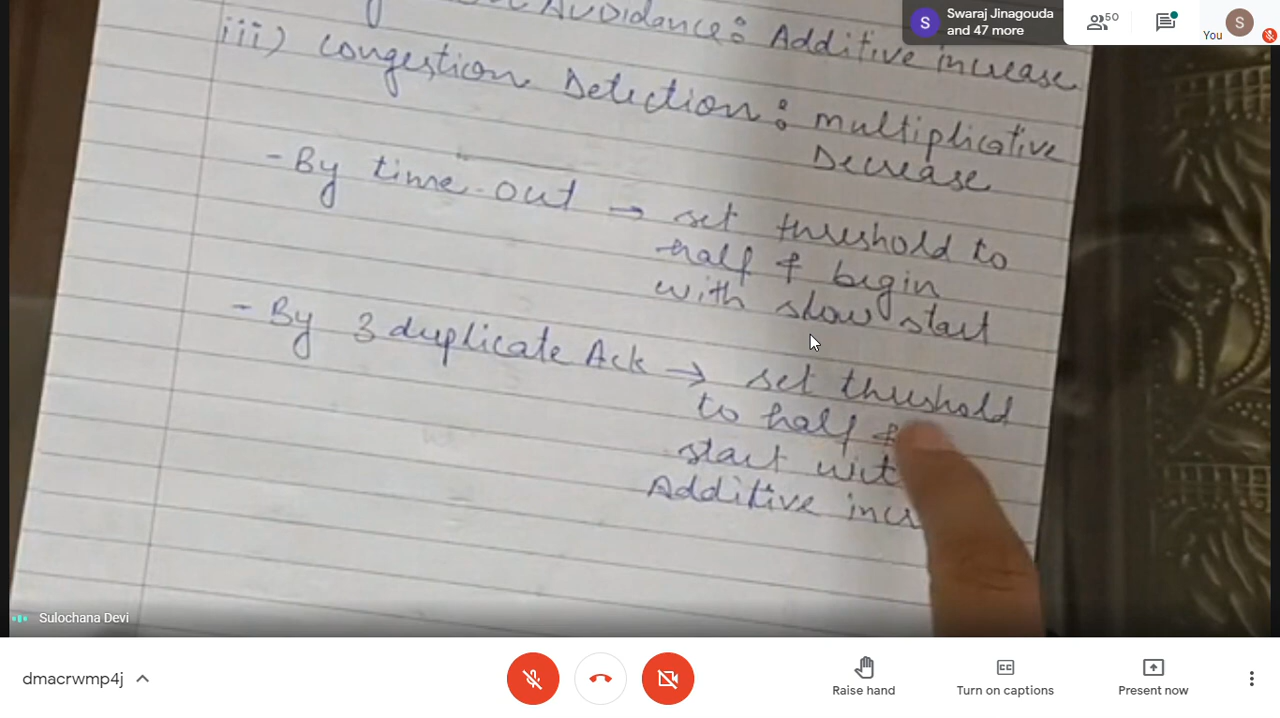 Avoidance: Additive increase
iii) Congestion Detection: multiplicative
Decrease
- By time-out → set threshold to
half & begin
with slow start
- By 3 duplicate Ack → set threshold
to half &
start wit
Additive incr
Swaraj Jinagouda
and 47 more
S
50
You
S
Sulochana Devi
dmacrwmp4j
Raise hand
Turn on captions
Present now